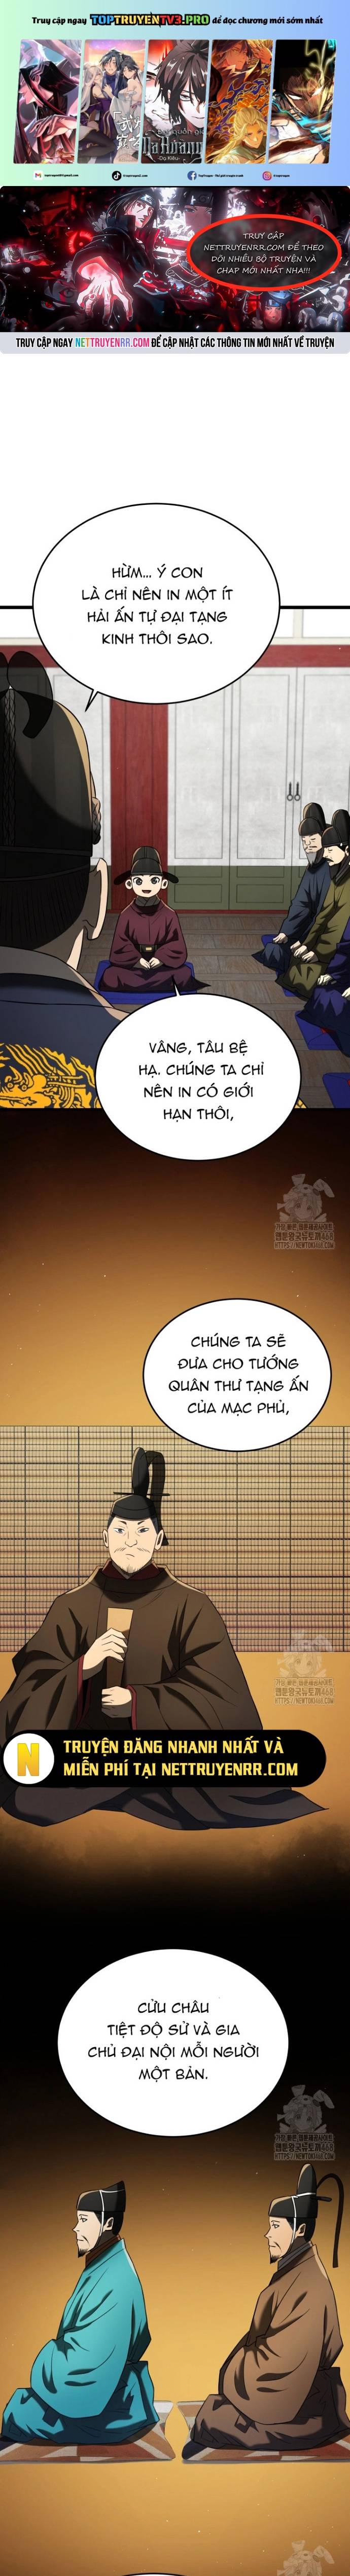 Truy cập ngay TOPTRUYENTV3.PRO để đọc chương mới sớm nhất
TRUY CẬP
NETTRUYENRR.COM ĐỂ THEO
DÕI NHIỀU BỘ TRUYỆN VÀ
CHAP MỚI NHẤT NHA!!!
TRUY CẬP NGAY NETTRUYENRR.COM ĐỂ CẬP NHẬT CÁC THÔNG TIN MỚI NHẤT VỀ TRUYỆN
HỪM... Ý CON
LÀ CHỈ NÊN IN MỘT ÍT
HẢI ẤN TỰ ĐẠI TẠNG
KINH THÔI SAO.
VÂNG, TÂU BỆ
HẠ. CHÚNG TA CHỈ
NÊN IN CÓ GIỚI
HẠN THÔI,
CHÚNG TA SẼ
ĐƯA CHO TƯỚNG
QUÂN THƯ TẠNG ẤN
CỦA MẠC PHỦ,
N TRUYỆN ĐĂNG NHANH NHẤT VÀ
MIỄN PHÍ TẠI NETTRUYENRR.COM
CỬU CHÂU
TIẾT ĐỘ SỨ VÀ GIA
CHỦ ĐẠI NỘI MỖI NGƯỜI
MỘT BẢN.